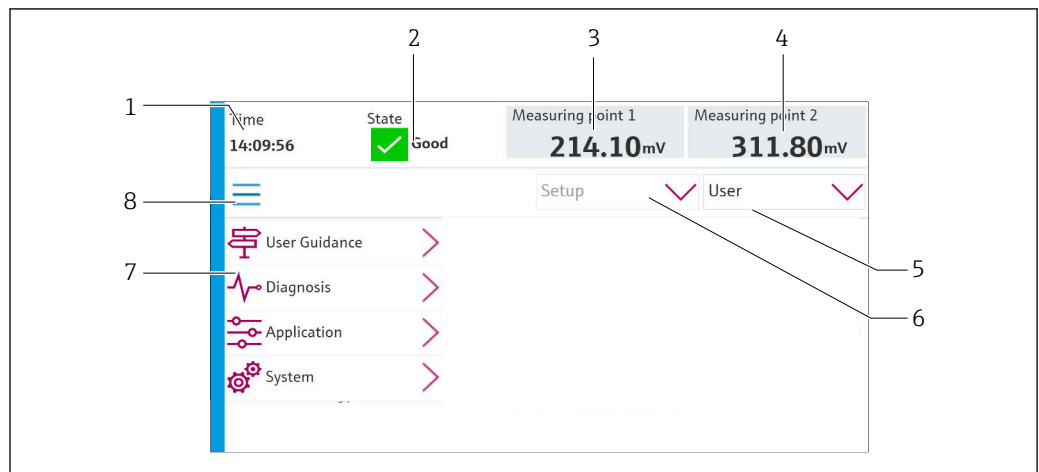 2 3 4
1
Time State Measuring point 1 Measuring point 2
14:09:56 Good 214.10mV 311.80mV
Setup User
8
User Guidance
7
Diagnosis
5
Application
6
System